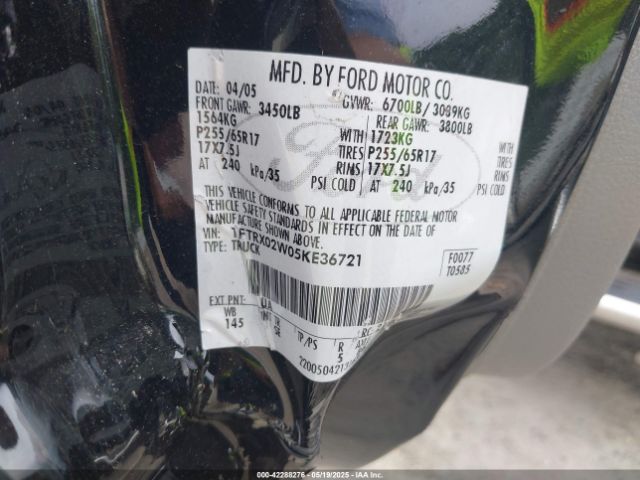 MFD. BY FORD MOTOR CO.
DATE: 04/05 GVWR: 6700LB/ 3039KG
FRONT GAWR: 3450LB REAR GAWR: 3800LB
1564KG WITH 1723KG WITH
P255/65R17 TIRES P255/65R17 TIRES
17X7.5J RIMS 17X7.5J RIMS
AT 240 kPa/35 PSI COLD AT 240 kPa/35 PSI COLD
THIS VEHICLE CONFORMS TO ALL APPLICABLE FEDERAL MOTOR
VEHICLE SAFETY STANDARDS IN EFFECT ON THE DATE OF
MANUFACTURE SHOWN ABOVE.
VIN: 1FTRX02W05KE36721
TYPE: TRUCK
F0077
T0585
EXT. PNT: UA
WB
145
TP/PS R
5
Ford
000-42288276 - 05/19/2025 - IAA Inc.